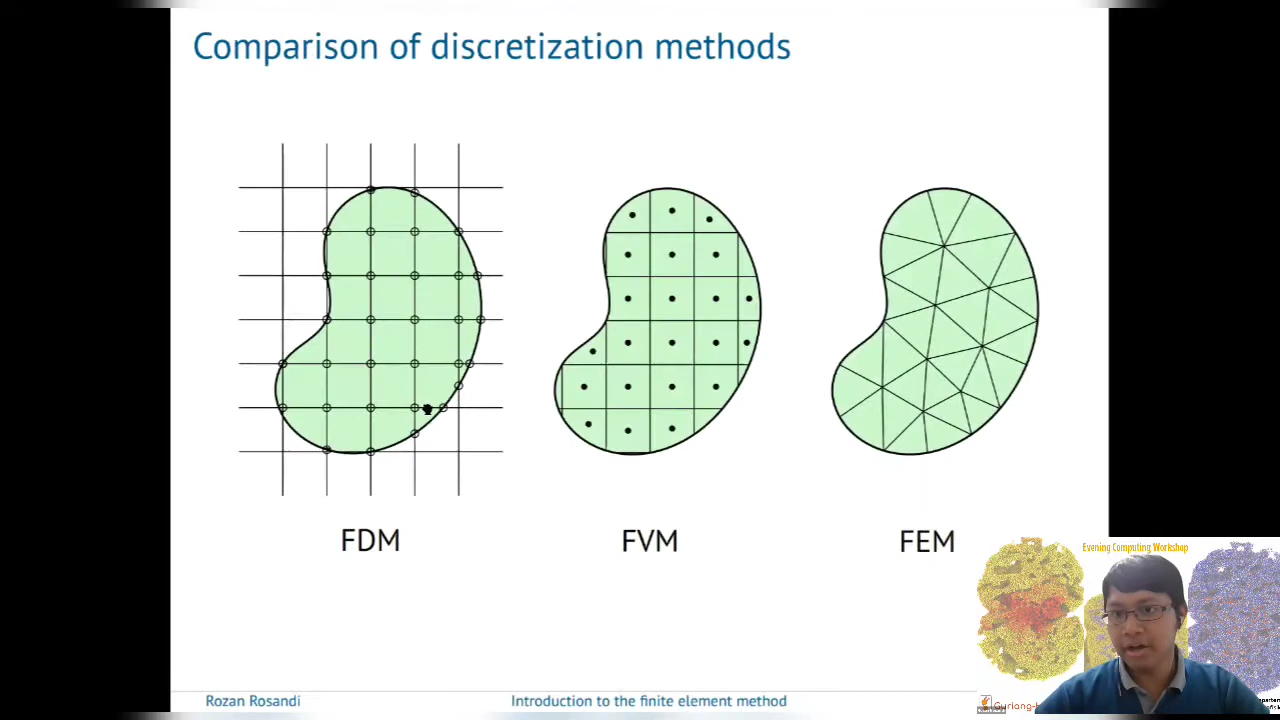 Comparison of discretization methods
FDM
FVM
FEM
Evening Computing Workshop
Rozan Rosandi
Introduction to the finite element method